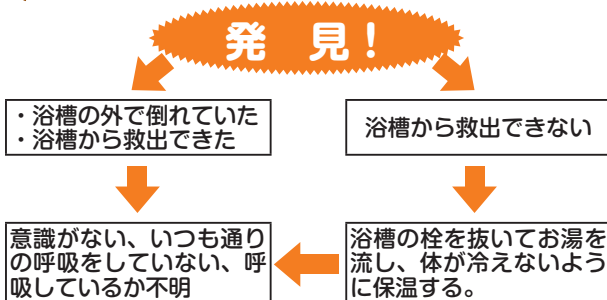 発 見！
・浴槽の外で倒れていた
・浴槽から救出できた
浴槽から救出できない
意識がない、いつも通り
の呼吸をしていない、呼
吸しているか不明
浴槽の栓を抜いてお湯を
流し、体が冷えないよう
に保温する。